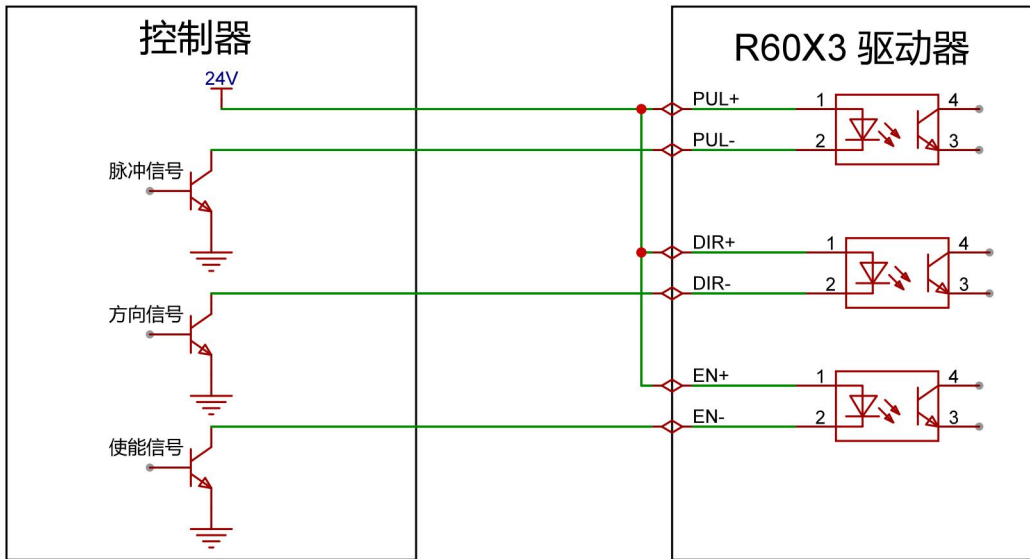 控制器
R60X3 驱动器
24V
PUL+
1
4
PUL-
2
3
脉冲信号
DIR+
1
4
DIR-
2
3
方向信号
EN+
1
4
EN-
2
3
使能信号